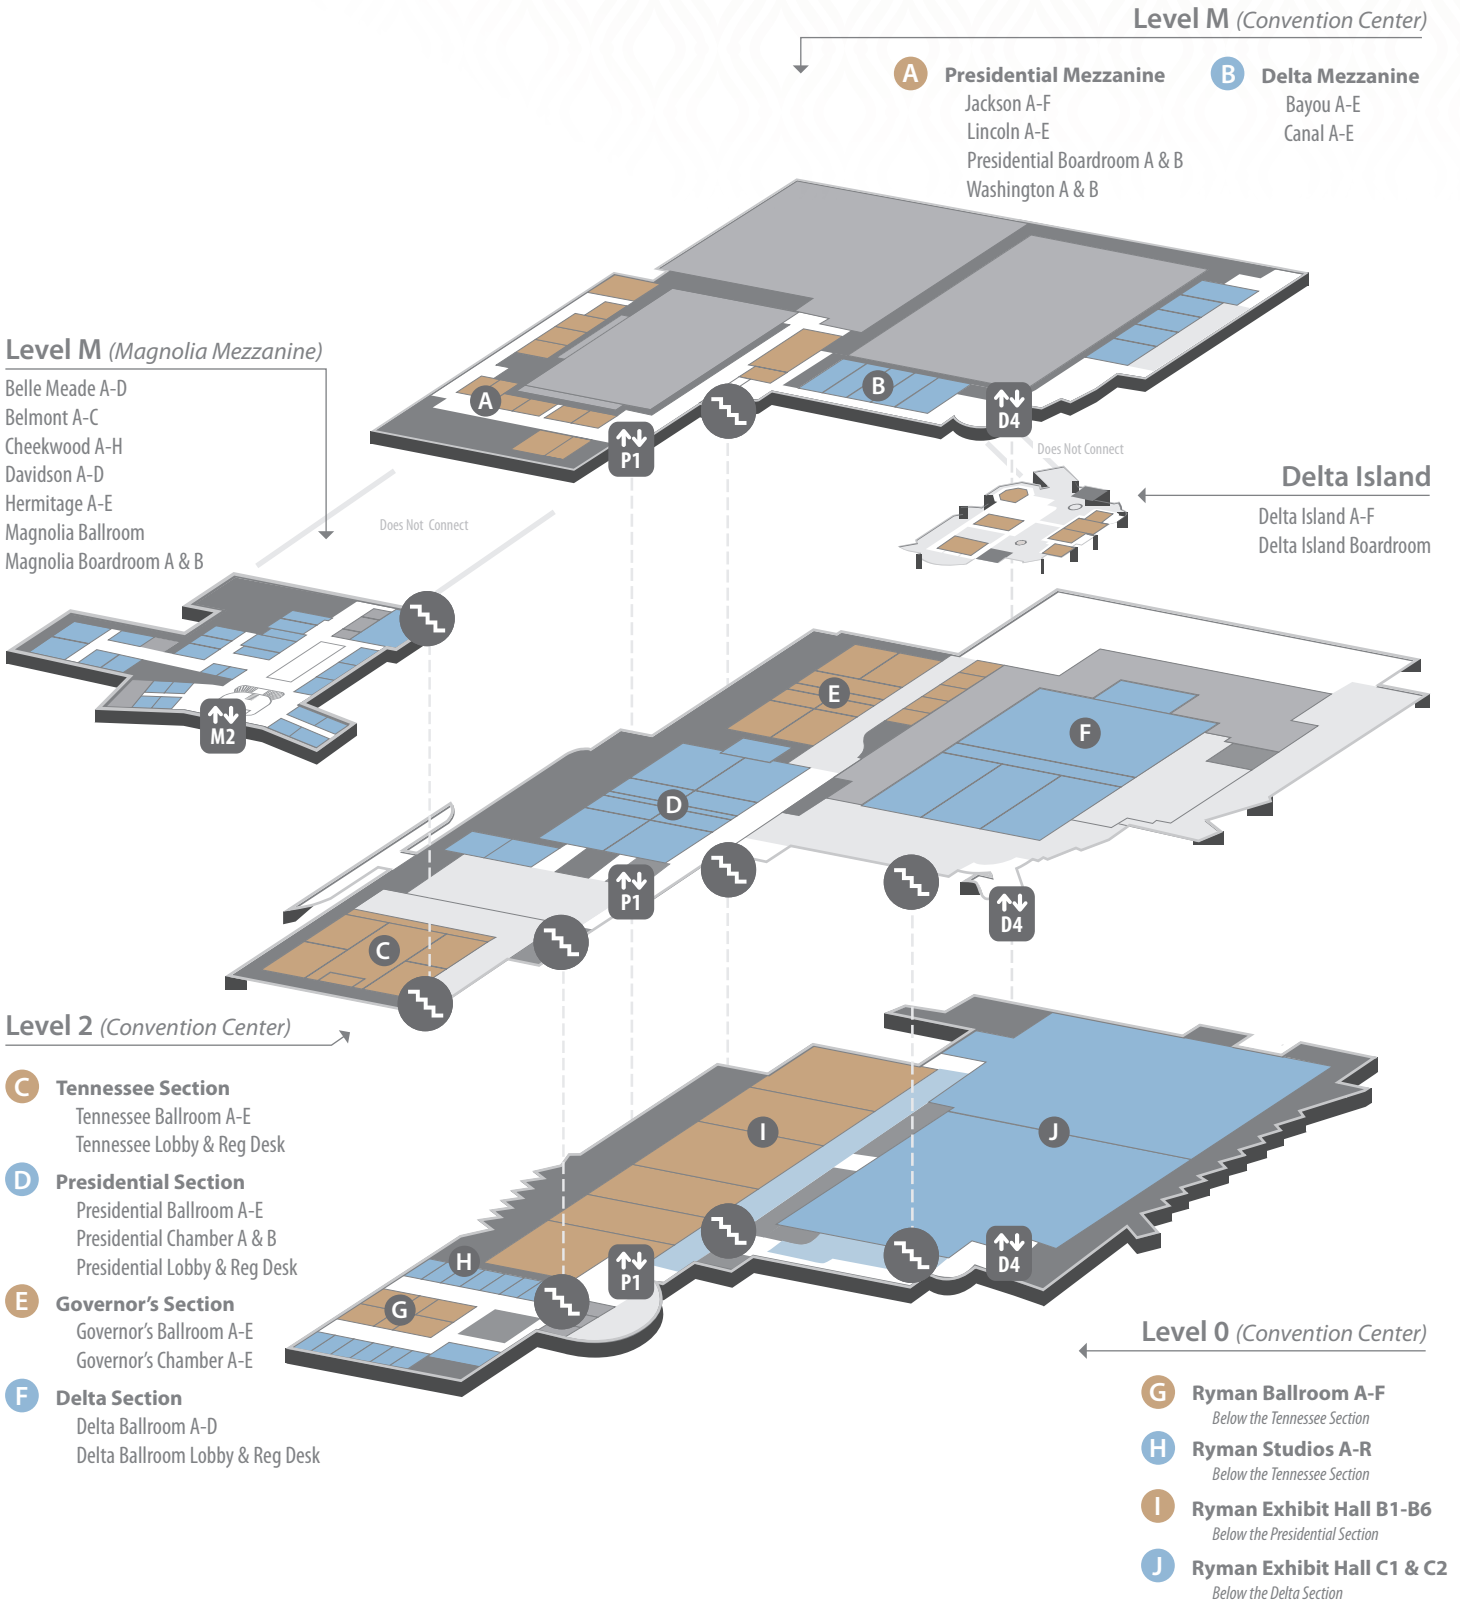 Level M (Convention Center)
A Presidential Mezzanine
Jackson A-F
Lincoln A-E
Presidential Boardroom A & B
Washington A & B
B Delta Mezzanine
Bayou A-E
Canal A-E
Level M (Magnolia Mezzanine)
Belle Meade A-D
Belmont A-C
Cheekwood A-H
Davidson A-D
Hermitage A-E
Magnolia Ballroom
Magnolia Boardroom A & B
A
B
P1
D4
Does Not Connect
Does Not Connect
Delta Island
Delta Island A-F
Delta Island Boardroom
M2
E
F
D
P1
D4
C
Level 2 (Convention Center)
C Tennessee Section
Tennessee Ballroom A-E
Tennessee Lobby & Reg Desk
D Presidential Section
Presidential Ballroom A-E
Presidential Chamber A & B
Presidential Lobby & Reg Desk
E Governor's Section
Governor's Ballroom A-E
Governor's Chamber A-E
F Delta Section
Delta Ballroom A-D
Delta Ballroom Lobby & Reg Desk
I
J
H
G
P1
D4
Level 0 (Convention Center)
G Ryman Ballroom A-F
Below the Tennessee Section
H Ryman Studios A-R
Below the Tennessee Section
I Ryman Exhibit Hall B1-B6
Below the Presidential Section
J Ryman Exhibit Hall C1 & C2
Below the Delta Section